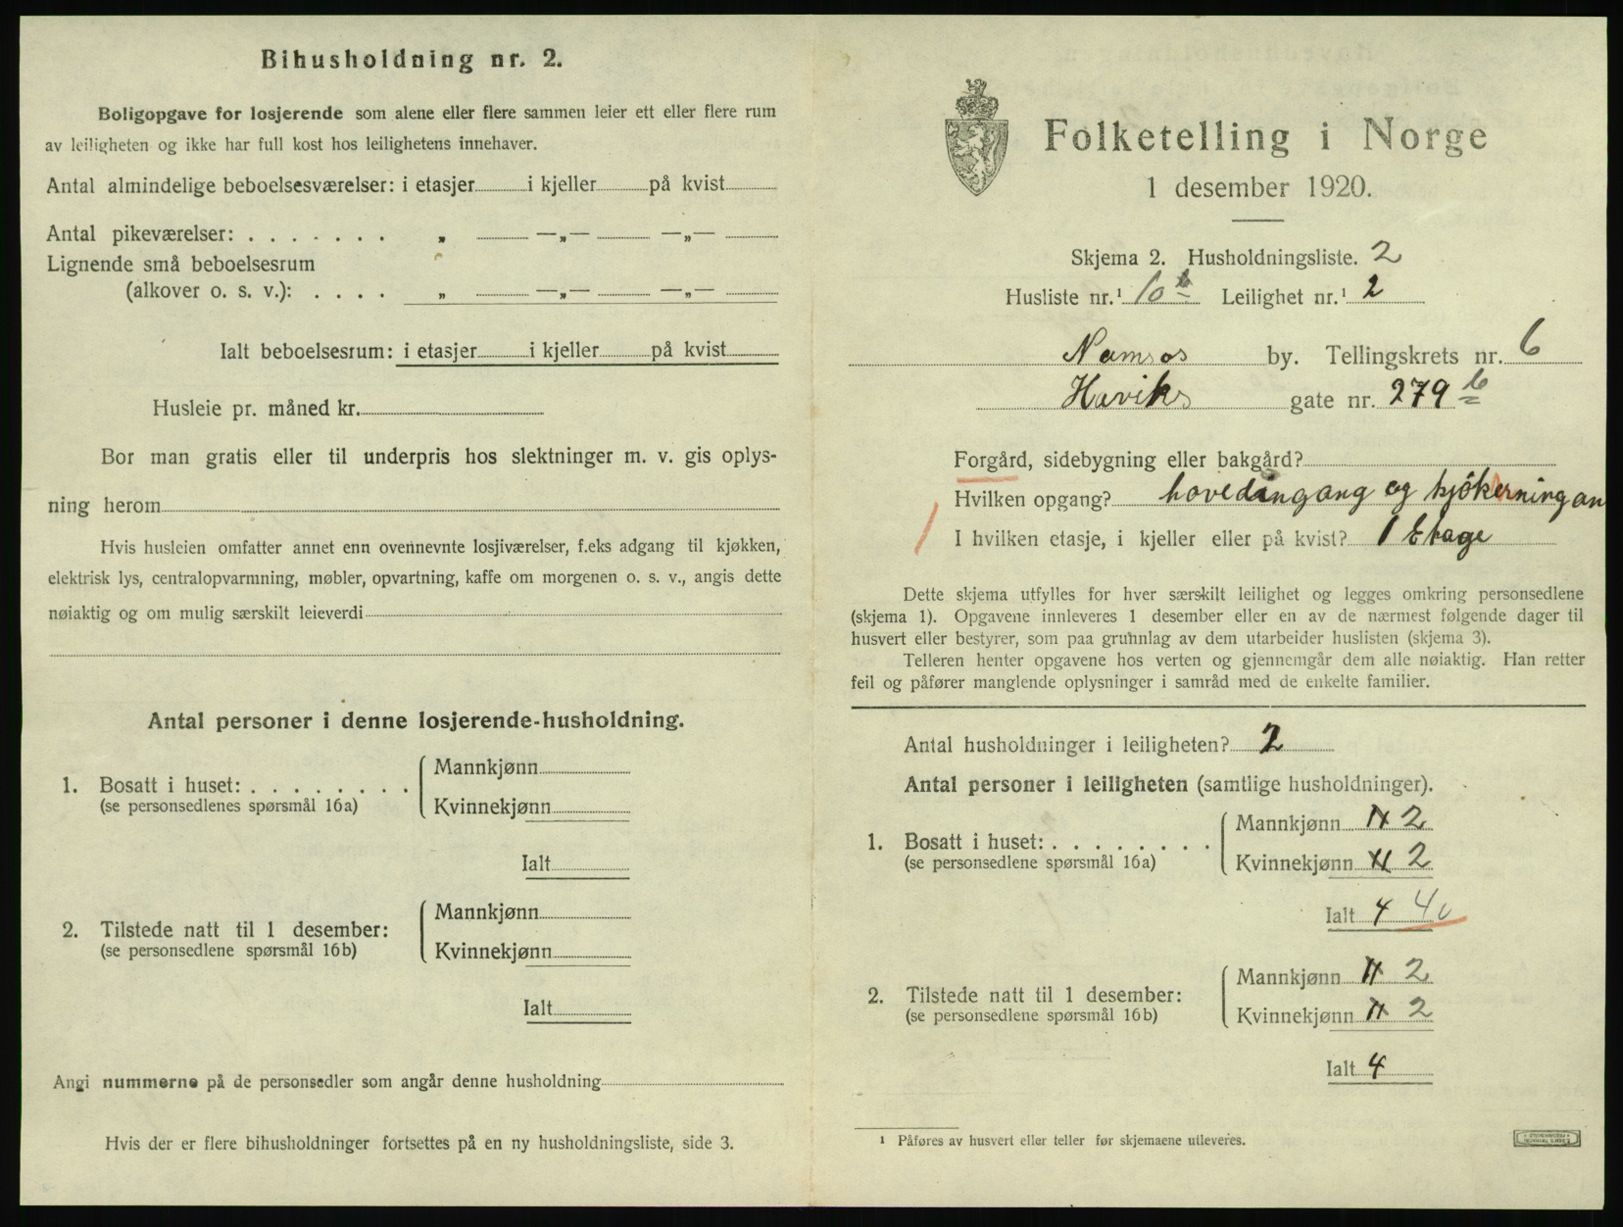 Bihusholdning nr. 2.
Boligopgave for losjerende som alene eller flere sammen leier ett eller flere rum
av leiligheten og ikke har full kost hos leilighetens innehaver.
Antal almindelige beboelsesværelser: i etasjer i kjeller på kvist
Antal pikeværelser: . . . . . . . „ —„— —„—
Lignende små beboelsesrum
(alkover o. s. v.): . . . . „ —„— —„—
Ialt beboelsesrum: i etasjer i kjeller på kvist
Husleie pr. måned kr.
Bor man gratis eller til underpris hos slektninger m. v. gis oplys-
ning herom
Hvis husleien omfatter annet enn ovennevnte losjiværelser, f.eks adgang til kjøkken,
elektrisk lys, centralopvarmning, møbler, opvartning, kaffe om morgenen o. s. v., angis dette
nøiaktig og om mulig særskilt leieverdi
Antal personer i denne losjerende-husholdning.
1. Bosatt i huset: . . . . . . . .
(se personsedlenes spørsmål 16a)
Mannkjønn
Kvinnekjønn
Ialt
2. Tilstede natt til 1 desember:
(se personsedlene spørsmål 16b)
Mannkjønn
Kvinnekjønn
Ialt
Angi nummerne på de personsedler som angår denne husholdning
Hvis der er flere bihusholdninger fortsettes på en ny husholdningsliste, side 3.
Folketelling i Norge
1 desember 1920.
Skjema 2. Husholdningsliste. 2
Husliste nr.¹ 10 b Leilighet nr.¹ 2
Namsos by. Tellingskrets nr. 6
Haviks gate nr. 279 b
Forgård, sidebygning eller bakgård?
Hvilken opgang? hovedingang og kjökerningan
I hvilken etasje, i kjeller eller på kvist? 1 Etage
Dette skjema utfylles for hver særskilt leilighet og legges omkring personsedlene
(skjema 1). Opgavene innleveres 1 desember eller en av de nærmest følgende dager til
husvert eller bestyrer, som paa grunnlag av dem utarbeider huslisten (skjema 3).
Telleren henter opgavene hos verten og gjennemgår dem alle nøiaktig. Han retter
feil og påfører manglende oplysninger i samråd med de enkelte familier.
Antal husholdninger i leiligheten? 2
Antal personer i leiligheten (samtlige husholdninger).
1. Bosatt i huset: . . . . . . . .
(se personsedlene spørsmål 16a)
Mannkjønn 2
Kvinnekjønn 2
Ialt 4 4
2. Tilstede natt til 1 desember:
(se personsedlene spørsmål 16b)
Mannkjønn 2
Kvinnekjønn 2
Ialt 4
¹ Påføres av husvert eller teller før skjemaene utleveres.